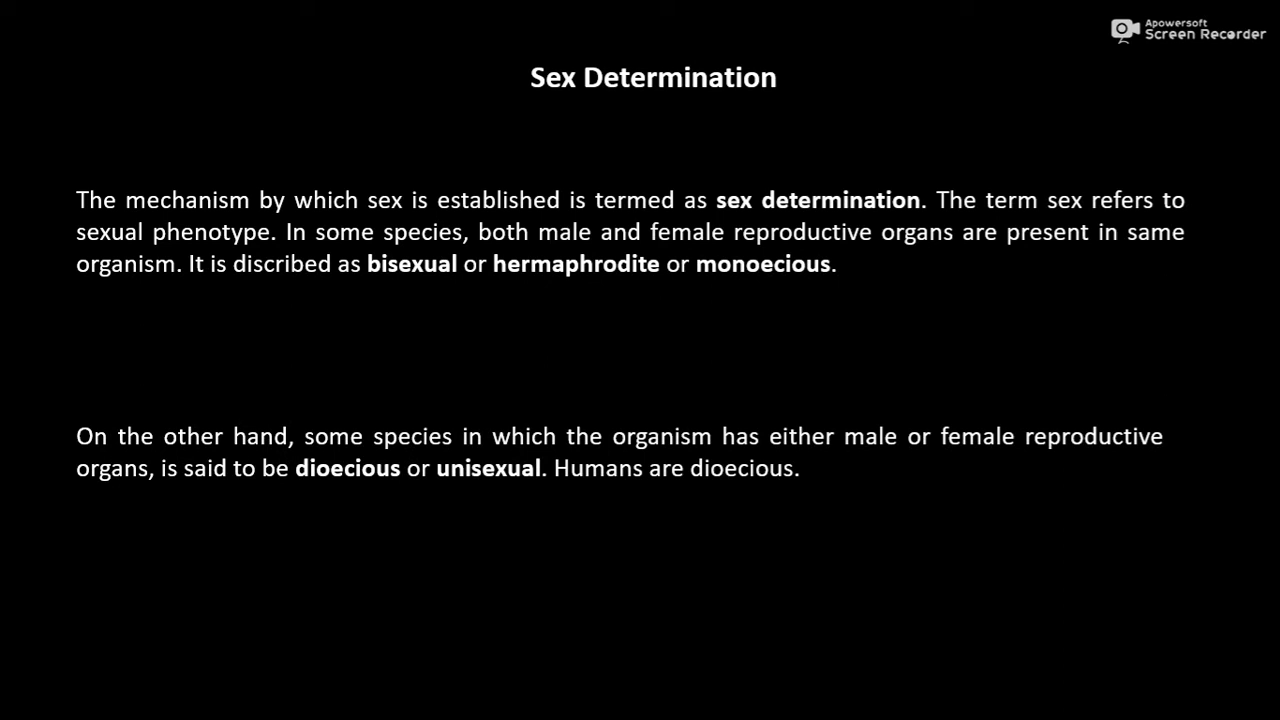 Apowersoft
Screen Recorder
Sex Determination
The mechanism by which sex is established is termed as sex determination. The term sex refers to
sexual phenotype. In some species, both male and female reproductive organs are present in same
organism. It is discribed as bisexual or hermaphrodite or monoecious.
On the other hand, some species in which the organism has either male or female reproductive
organs, is said to be dioecious or unisexual. Humans are dioecious.